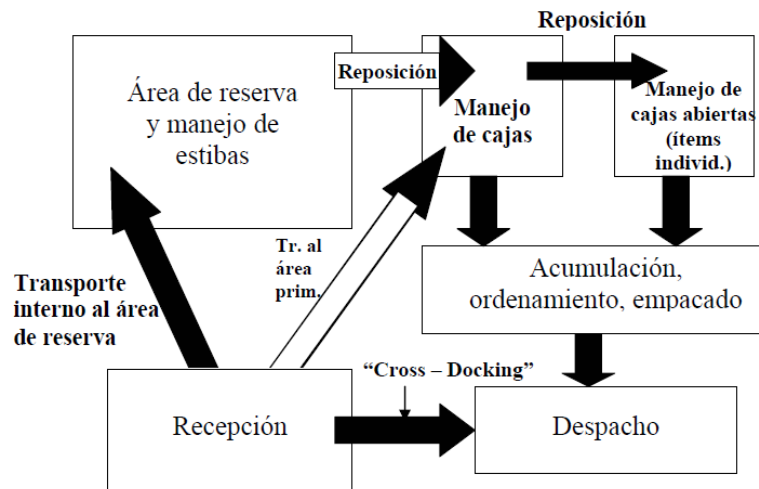 Reposición
Área de reserva
y manejo de
estibas
Reposición
Manejo
de cajas
Manejo de
cajas abiertas
(ítems
individ.)
Tr. al
área
prim.
Transporte
interno al área
de reserva
Acumulación,
ordenamiento, empacado
“Cross – Docking”
Recepción
Despacho